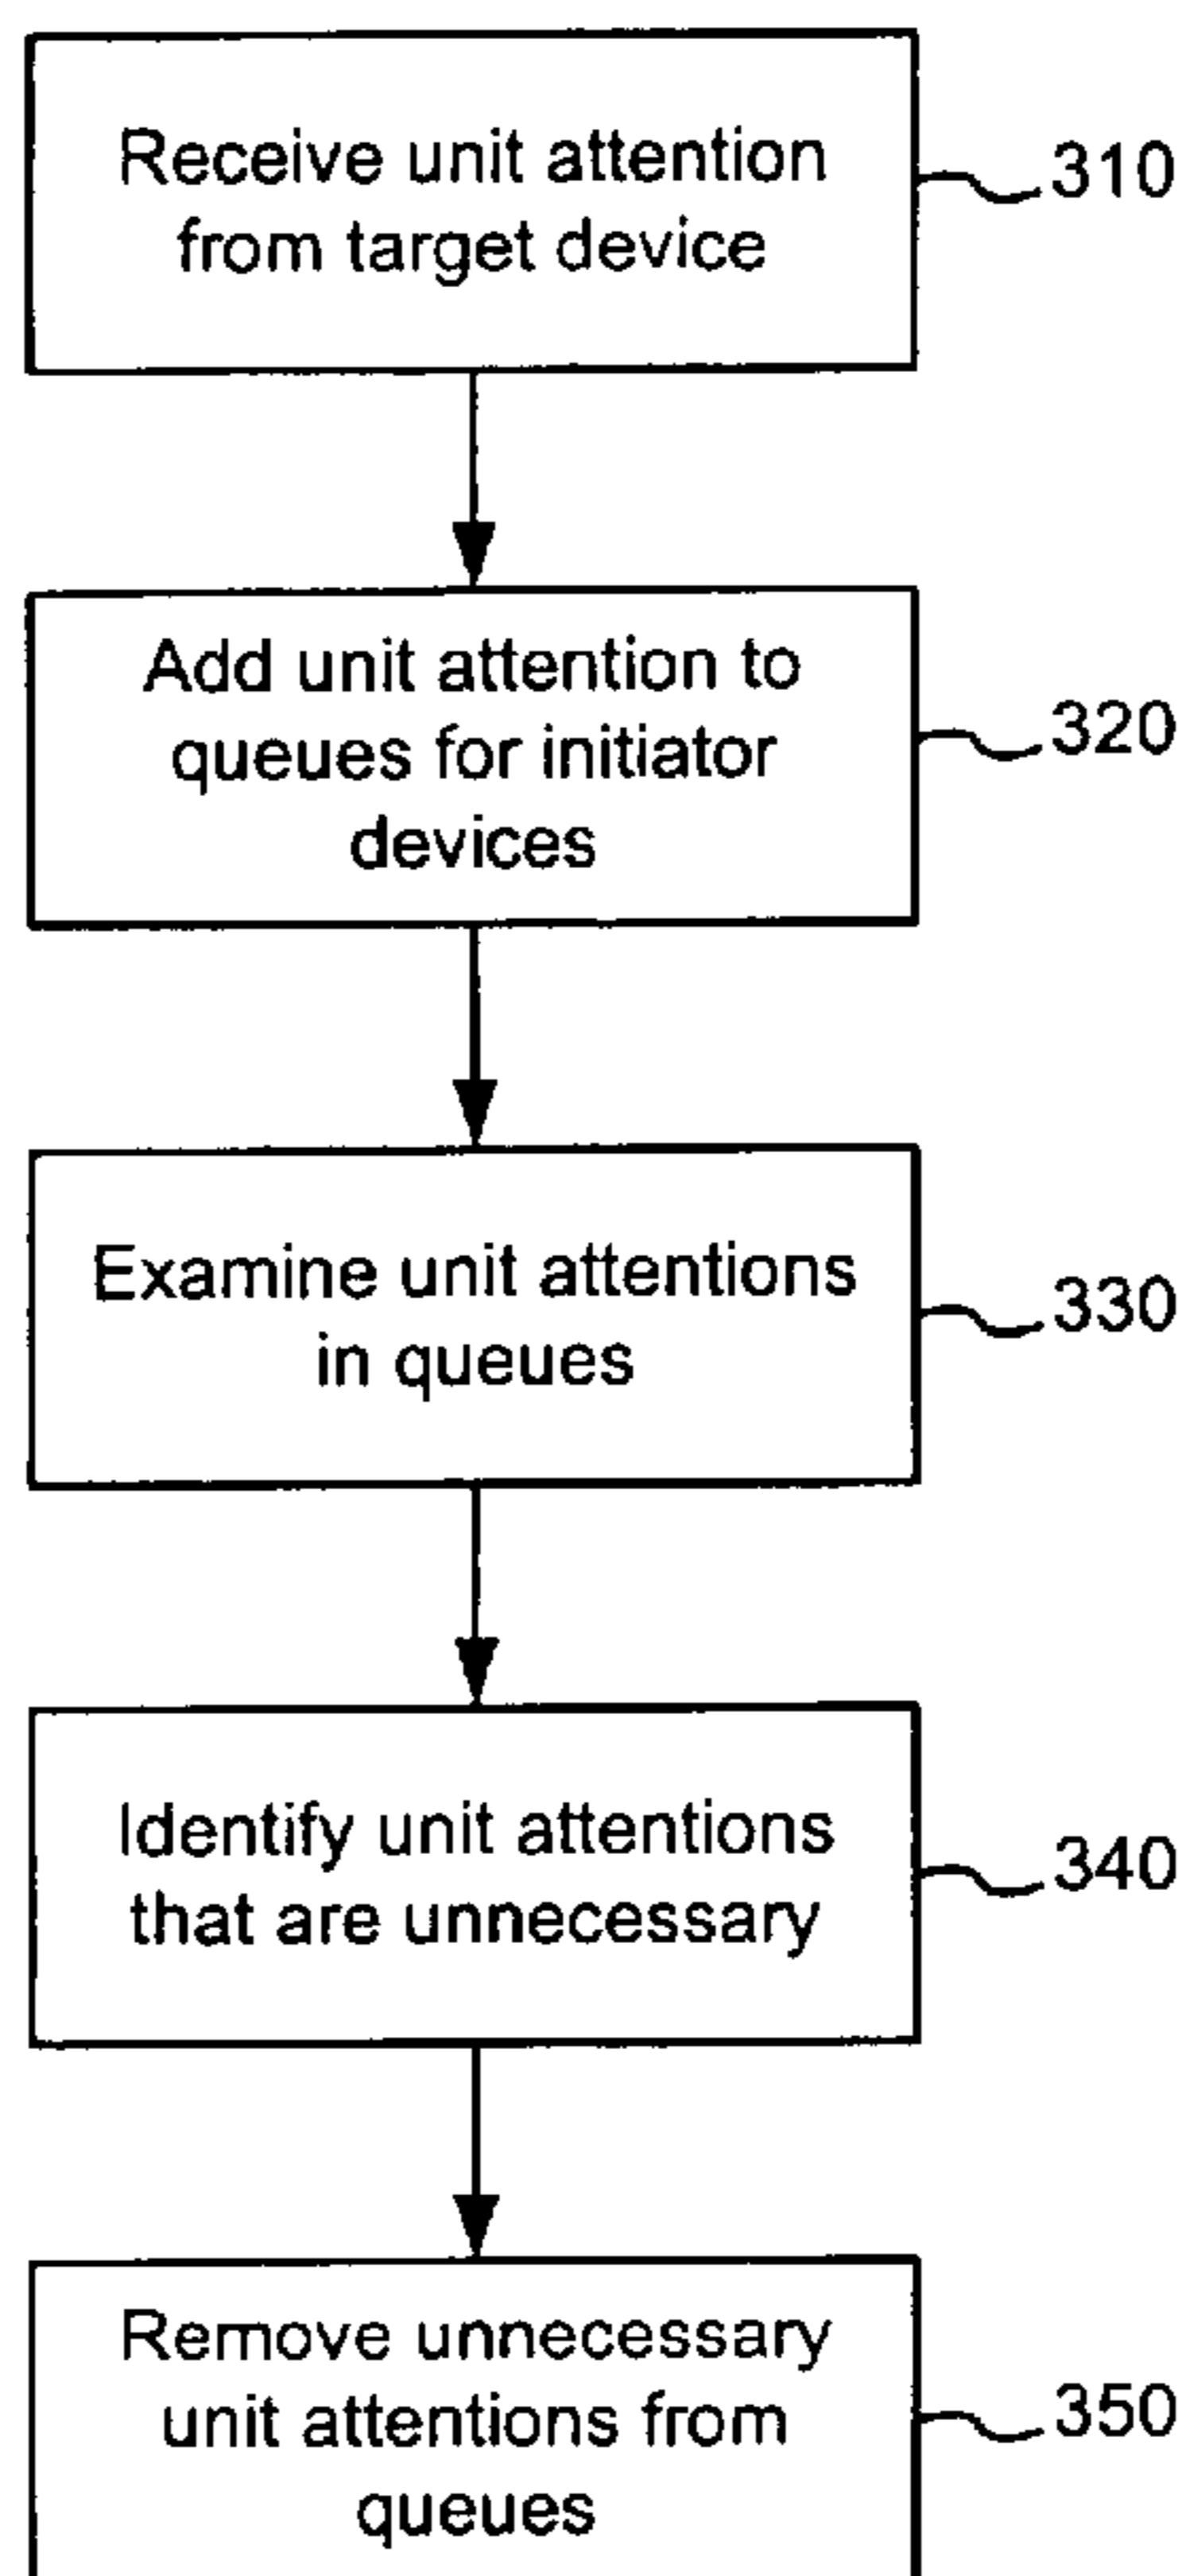 Receive unit attention
from target device
310
Add unit attention to
queues for initiator
devices
320
Examine unit attentions
in queues
330
Identify unit attentions
that are unnecessary
340
Remove unnecessary
unit attentions from
queues
350